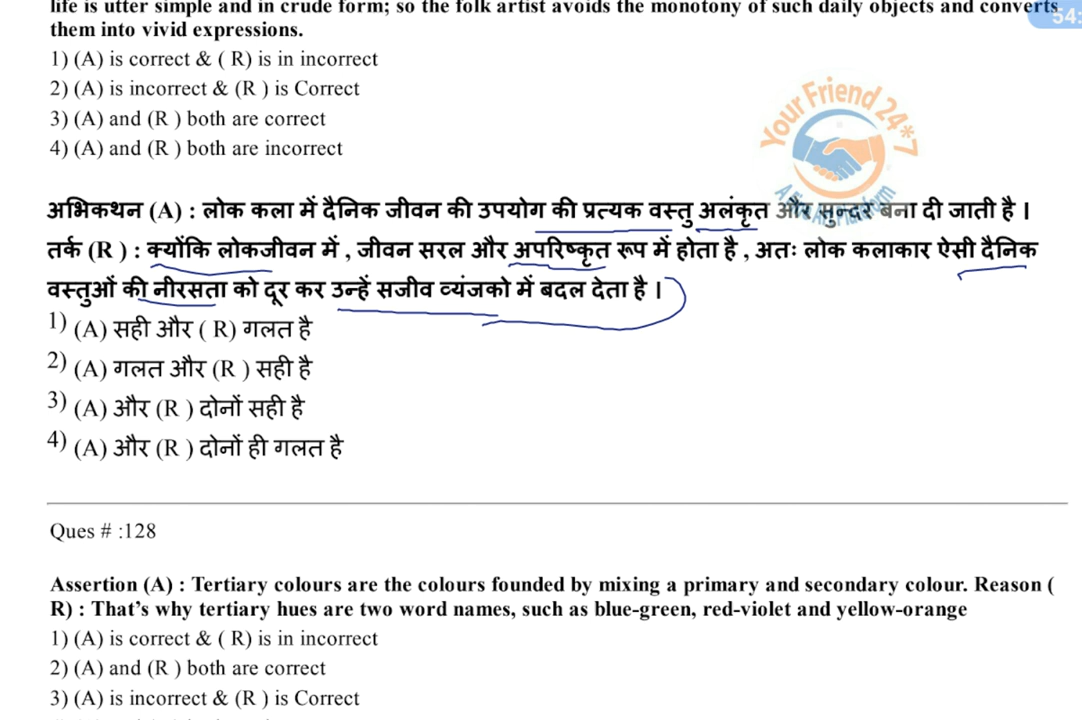 life is utter simple and in crude form; so the folk artist avoids the monotony of such daily objects and converts
them into vivid expressions.
54:
1) (A) is correct & ( R) is in incorrect
2) (A) is incorrect & (R ) is Correct
3) (A) and (R ) both are correct
4) (A) and (R ) both are incorrect
Your Friend 24*7
अभिकथन (A) : लोक कला में दैनिक जीवन की उपयोग की प्रत्यक वस्तु अलंकृत और सुन्दर बना दी जाती है ।
तर्क (R ) : क्योंकि लोकजीवन में , जीवन सरल और अपरिष्कृत रूप में होता है , अतः लोक कलाकार ऐसी दैनिक
वस्तुओं की नीरसता को दूर कर उन्हें सजीव व्यंजको में बदल देता है ।
1) (A) सही और ( R) गलत है
2) (A) गलत और (R ) सही है
3) (A) और (R ) दोनों सही है
4) (A) और (R ) दोनों ही गलत है
Ques # :128
Assertion (A) : Tertiary colours are the colours founded by mixing a primary and secondary colour. Reason (
R) : That’s why tertiary hues are two word names, such as blue-green, red-violet and yellow-orange
1) (A) is correct & ( R) is in incorrect
2) (A) and (R ) both are correct
3) (A) is incorrect & (R ) is Correct